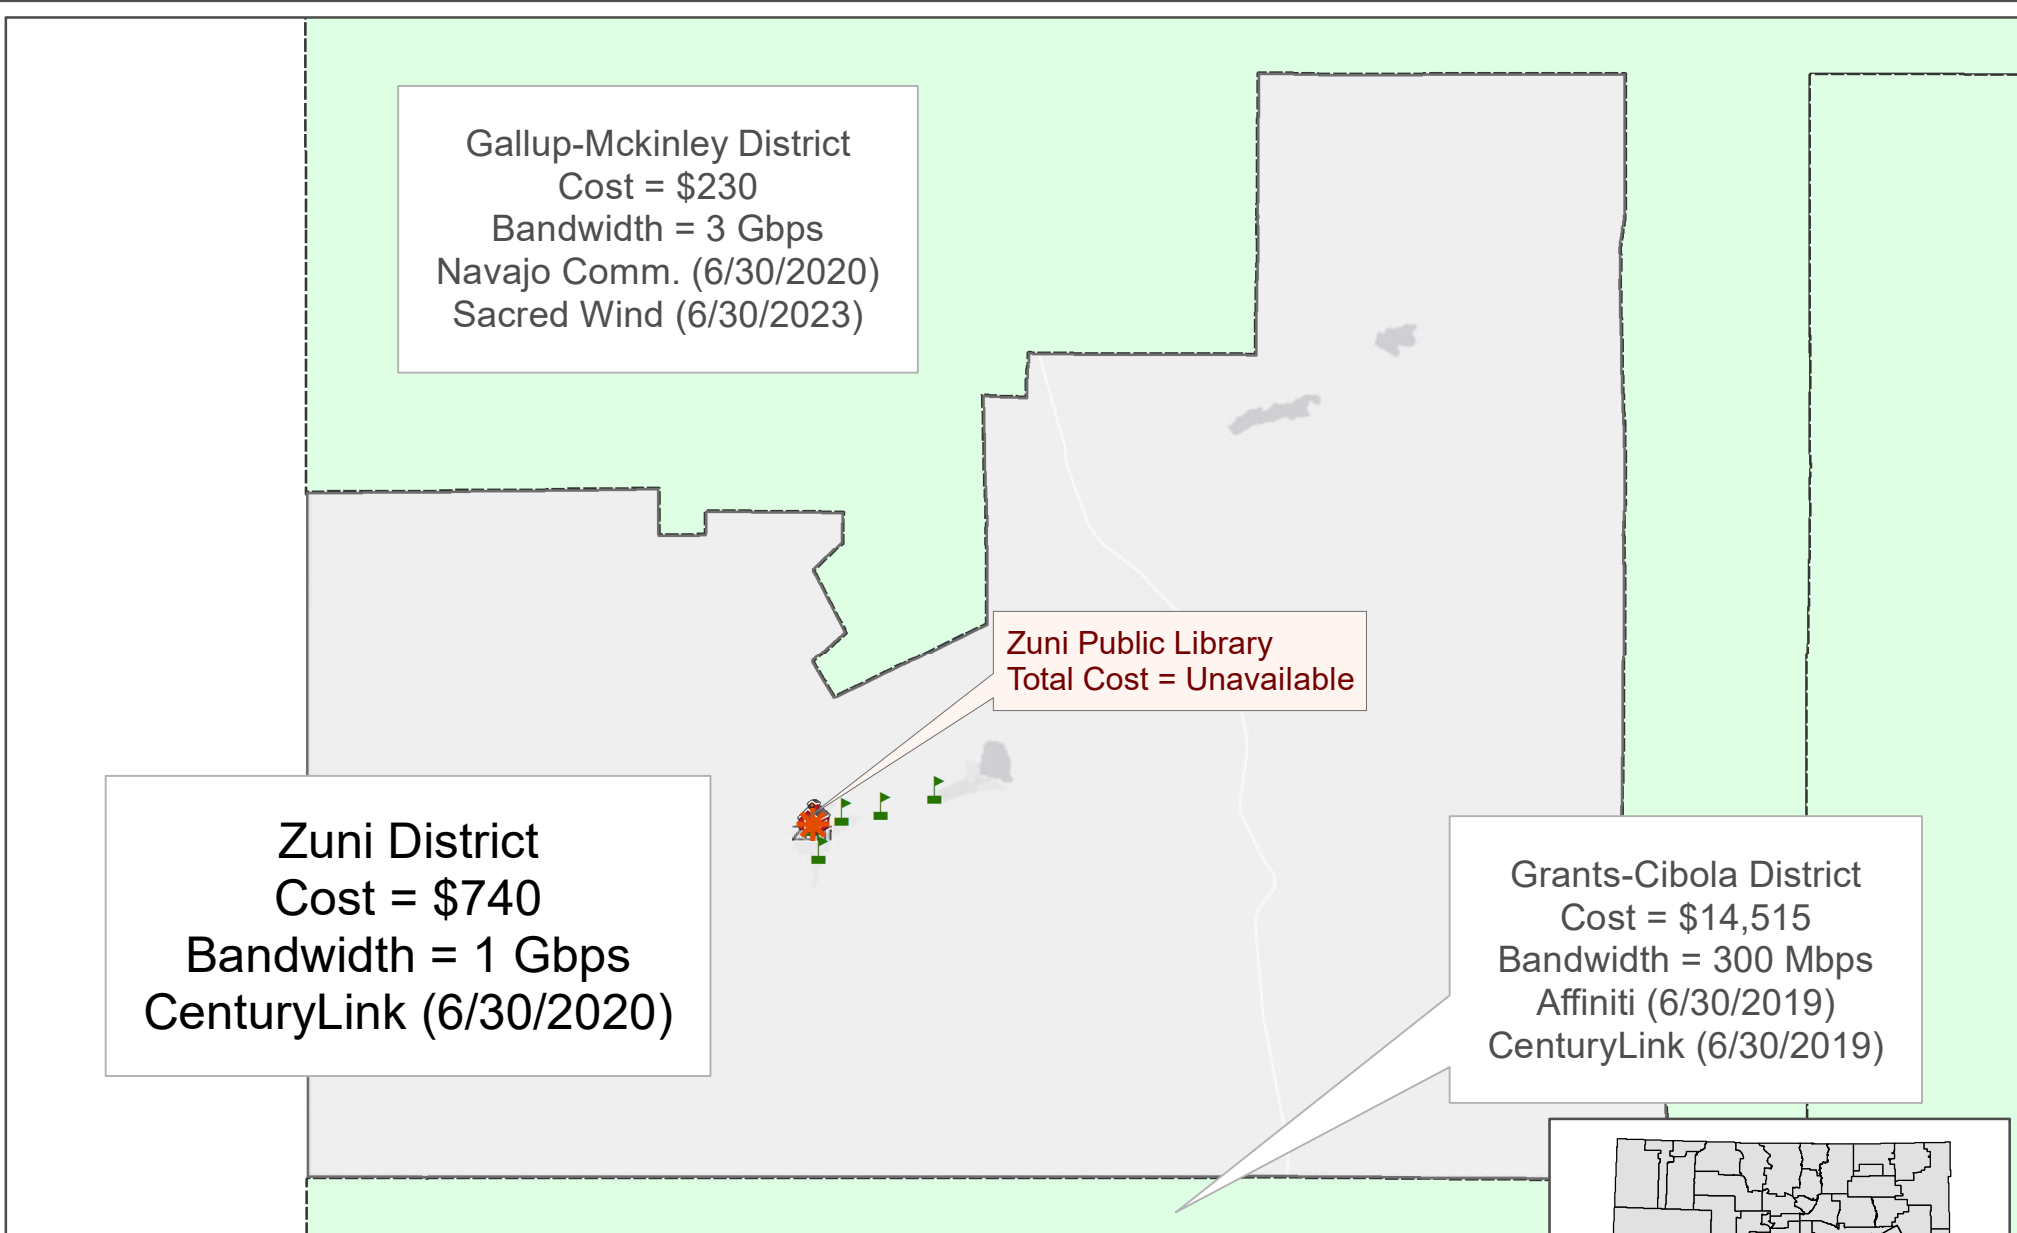 Gallup-Mckinley District
Cost = $230
Bandwidth = 3 Gbps
Navajo Comm. (6/30/2020)
Sacred Wind (6/30/2023)
Zuni Public Library
Total Cost = Unavailable
Zuni District
Cost = $740
Bandwidth = 1 Gbps
CenturyLink (6/30/2020)
Grants-Cibola District
Cost = $14,515
Bandwidth = 300 Mbps
Affiniti (6/30/2019)
CenturyLink (6/30/2019)